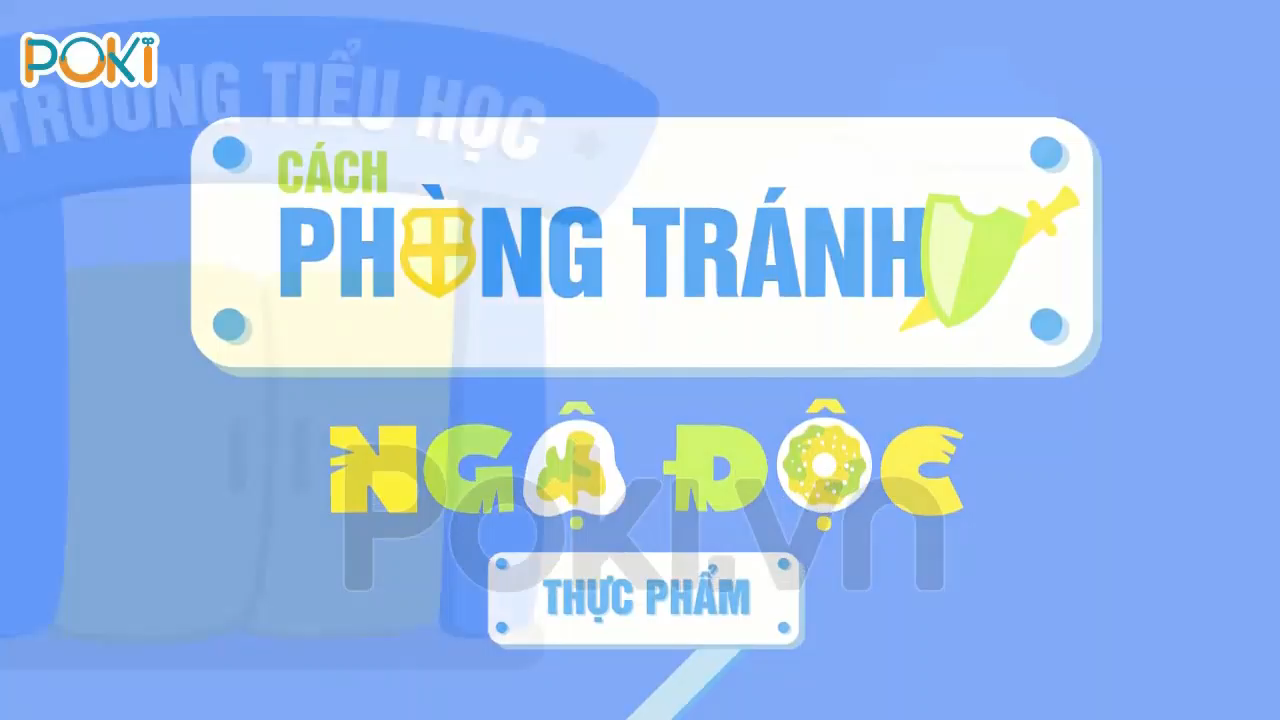 POKi
TRƯỜNG TIỂU HỌC
CÁCH
PHÒNG TRÁNH
NGỘ ĐỘC
Poki.vn
THỰC PHẨM